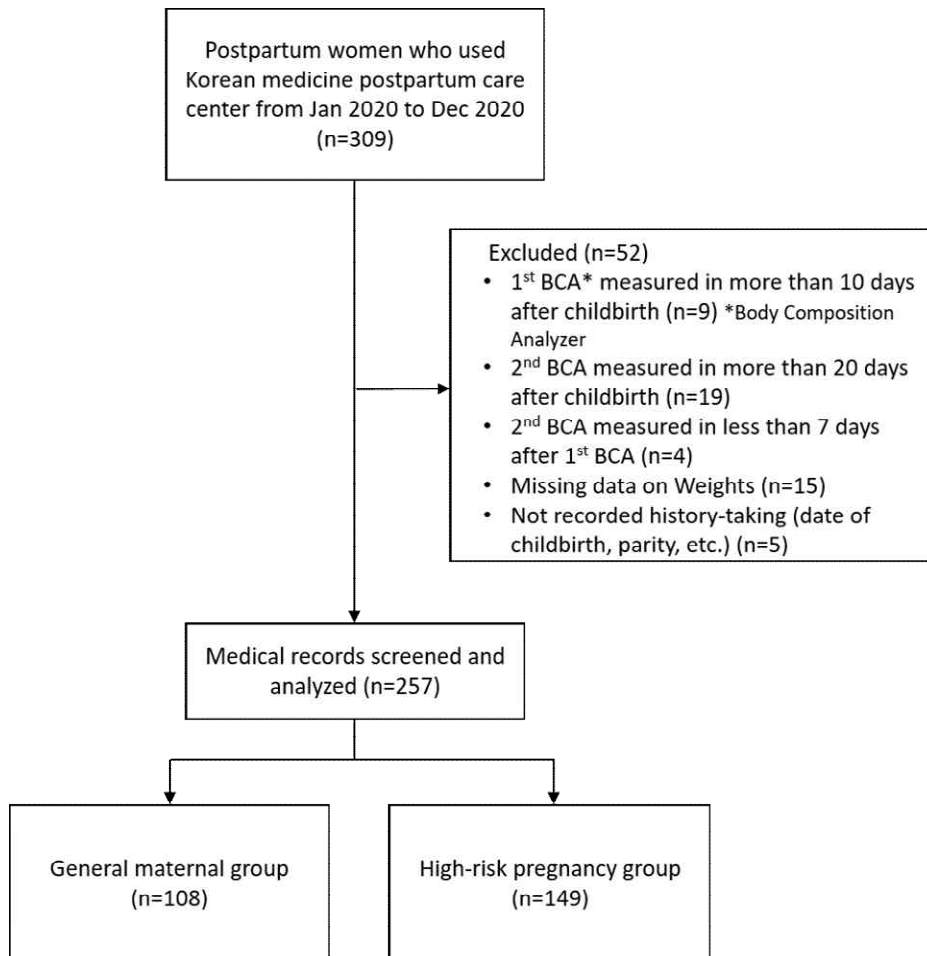 Postpartum women who used
Korean medicine postpartum care
center from Jan 2020 to Dec 2020
(n=309)
Excluded (n=52)
• 1st BCA* measured in more than 10 days
after childbirth (n=9) *Body Composition
Analyzer
• 2nd BCA measured in more than 20 days
after childbirth (n=19)
• 2nd BCA measured in less than 7 days
after 1st BCA (n=4)
• Missing data on Weights (n=15)
• Not recorded history-taking (date of
childbirth, parity, etc.) (n=5)
Medical records screened and
analyzed (n=257)
General maternal group
(n=108)
High-risk pregnancy group
(n=149)